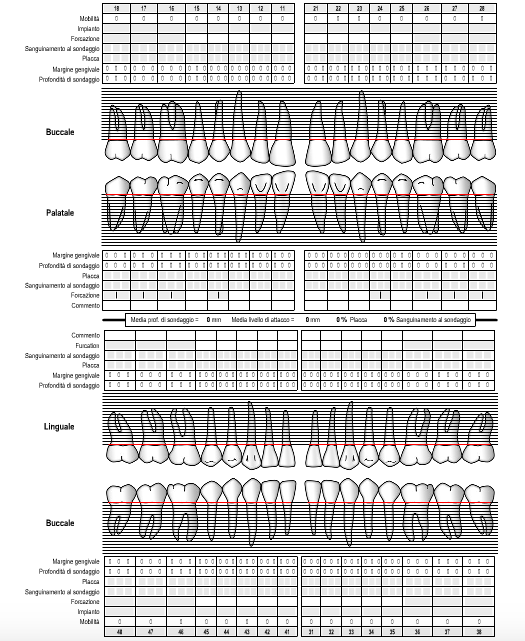 18 17 16 15 14 13 12 11 21 22 23 24 25 26 27 28
Mobilità 0 0 0 0 0 0 0 0 0 0 0 0 0 0 0 0
Impianto
Forcazione
Sanguinamento al sondaggio
Placca
Margine gengivale 0 0 0 0 0 0 0 0 0 0 0 0 0 0 0 0 0 0 0 0 0 0 0 0 0 0 0 0 0 0 0 0 0 0 0 0 0 0 0 0 0 0 0 0 0 0 0 0
Profondità di sondaggio 0 0 0 0 0 0 0 0 0 0 0 0 0 0 0 0 0 0 0 0 0 0 0 0 0 0 0 0 0 0 0 0 0 0 0 0 0 0 0 0 0 0 0 0 0 0 0 0
Buccale
Palatale
Margine gengivale 0 0 0 0 0 0 0 0 0 0 0 0 0 0 0 0 0 0 0 0 0 0 0 0 0 0 0 0 0 0 0 0 0 0 0 0 0 0 0 0 0 0 0 0 0 0 0 0
Profondità di sondaggio 0 0 0 0 0 0 0 0 0 0 0 0 0 0 0 0 0 0 0 0 0 0 0 0 0 0 0 0 0 0 0 0 0 0 0 0 0 0 0 0 0 0 0 0 0 0 0 0
Placca
Sanguinamento al sondaggio
Forcazione
Commento
Media prof. di sondaggio = 0 mm Media livello di attacco = 0 mm 0 % Placca 0 % Sanguinamento al sondaggio
Commento
Furcation
Sanguinamento al sondaggio
Placca
Margine gengivale 0 0 0 0 0 0 0 0 0 0 0 0 0 0 0 0 0 0 0 0 0 0 0 0 0 0 0 0 0 0 0 0 0 0 0 0 0 0 0 0 0 0 0 0 0 0 0 0
Profondità di sondaggio 0 0 0 0 0 0 0 0 0 0 0 0 0 0 0 0 0 0 0 0 0 0 0 0 0 0 0 0 0 0 0 0 0 0 0 0 0 0 0 0 0 0 0 0 0 0 0 0
Linguale
Buccale
Margine gengivale 0 0 0 0 0 0 0 0 0 0 0 0 0 0 0 0 0 0 0 0 0 0 0 0 0 0 0 0 0 0 0 0 0 0 0 0 0 0 0 0 0 0 0 0 0 0 0 0
Profondità di sondaggio 0 0 0 0 0 0 0 0 0 0 0 0 0 0 0 0 0 0 0 0 0 0 0 0 0 0 0 0 0 0 0 0 0 0 0 0 0 0 0 0 0 0 0 0 0 0 0 0
Placca
Sanguinamento al sondaggio
Forcazione
Impianto
Mobilità 0 0 0 0 0 0 0 0 0 0 0 0 0 0 0 0
48 47 46 45 44 43 42 41 31 32 33 34 35 36 37 38